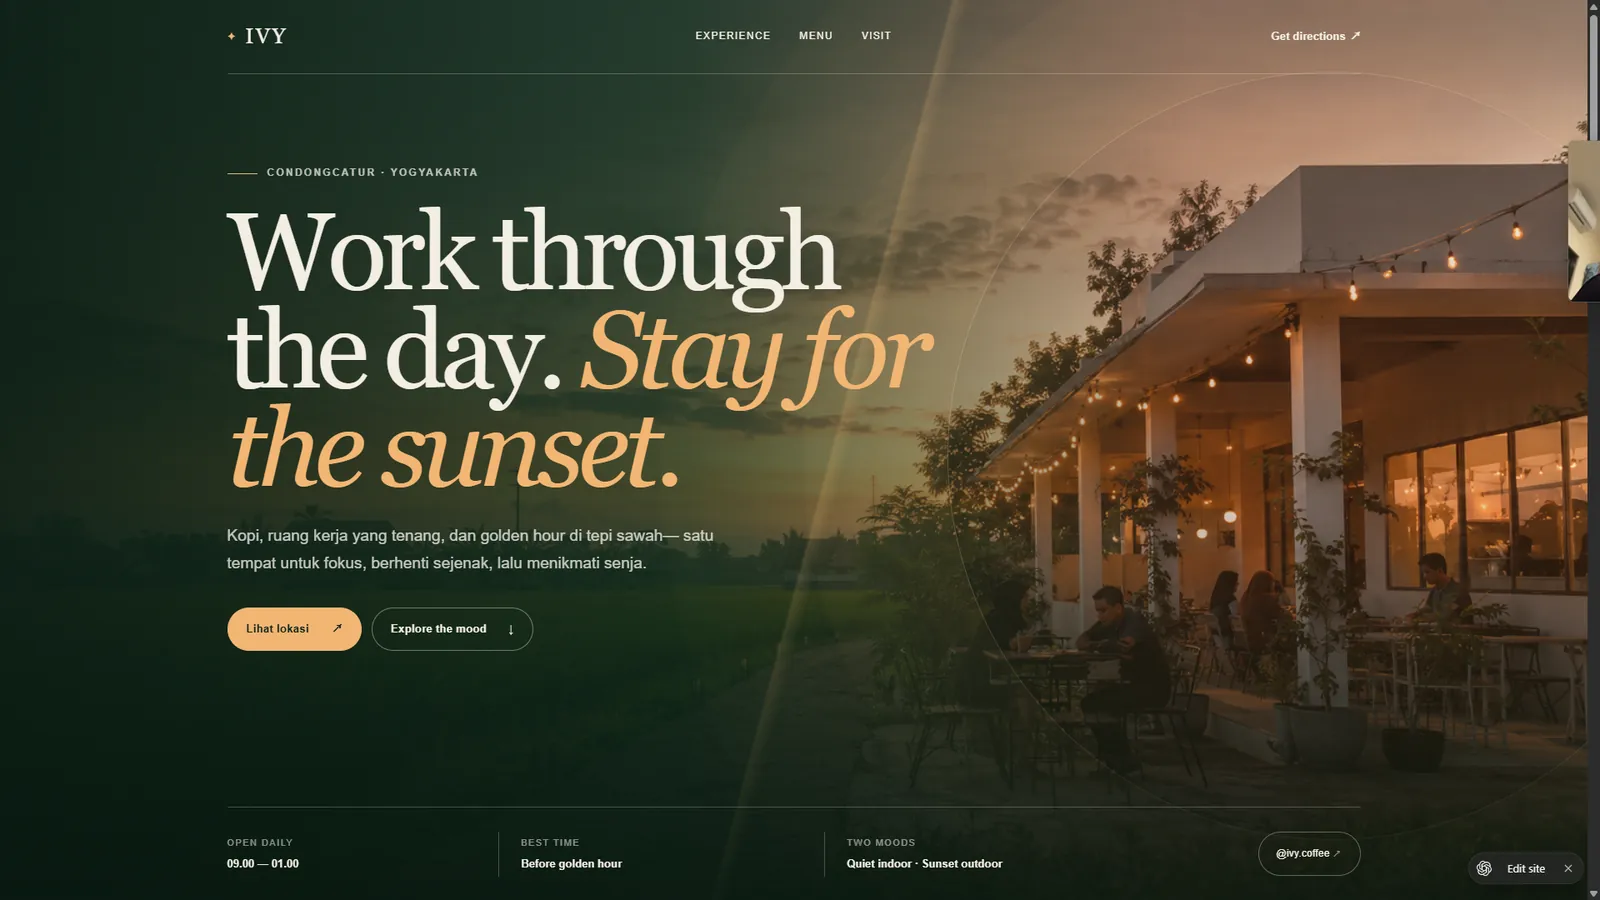 IVY
EXPERIENCE MENU VISIT
Get directions ↗
CONDONGCATUR · YOGYAKARTA
Work through
the day. Stay for
the sunset.
Kopi, ruang kerja yang tenang, dan golden hour di tepi sawah— satu
tempat untuk fokus, berhenti sejenak, lalu menikmati senja.
Lihat lokasi ↗
Explore the mood ↓
OPEN DAILY
09.00 — 01.00
BEST TIME
Before golden hour
TWO MOODS
Quiet indoor · Sunset outdoor
@ivy.coffee ↗
Edit site ×